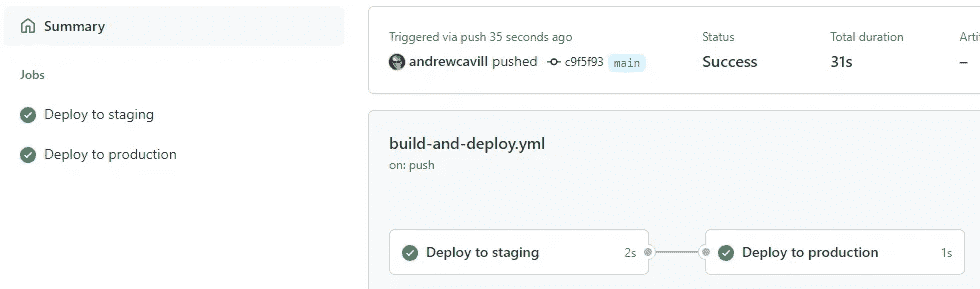 Summary
Jobs
Deploy to staging
Deploy to production
Triggered via push 35 seconds ago
Status
Total duration
Arti
andrewcavill pushed c9f5f93 main
Success
31s
–
build-and-deploy.yml
on: push
Deploy to staging 2s
Deploy to production 1s